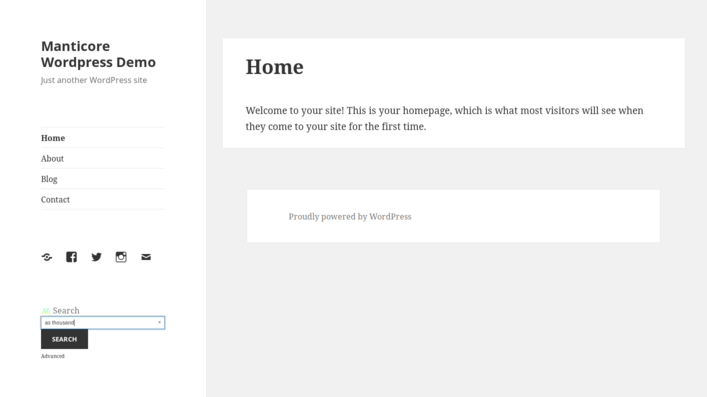 Manticore
Wordpress Demo
Just another WordPress site
Home
About
Blog
Contact
Search
ao thousand
SEARCH
Advanced
Home
Welcome to your site! This is your homepage, which is what most visitors will see when
they come to your site for the first time.
Proudly powered by WordPress